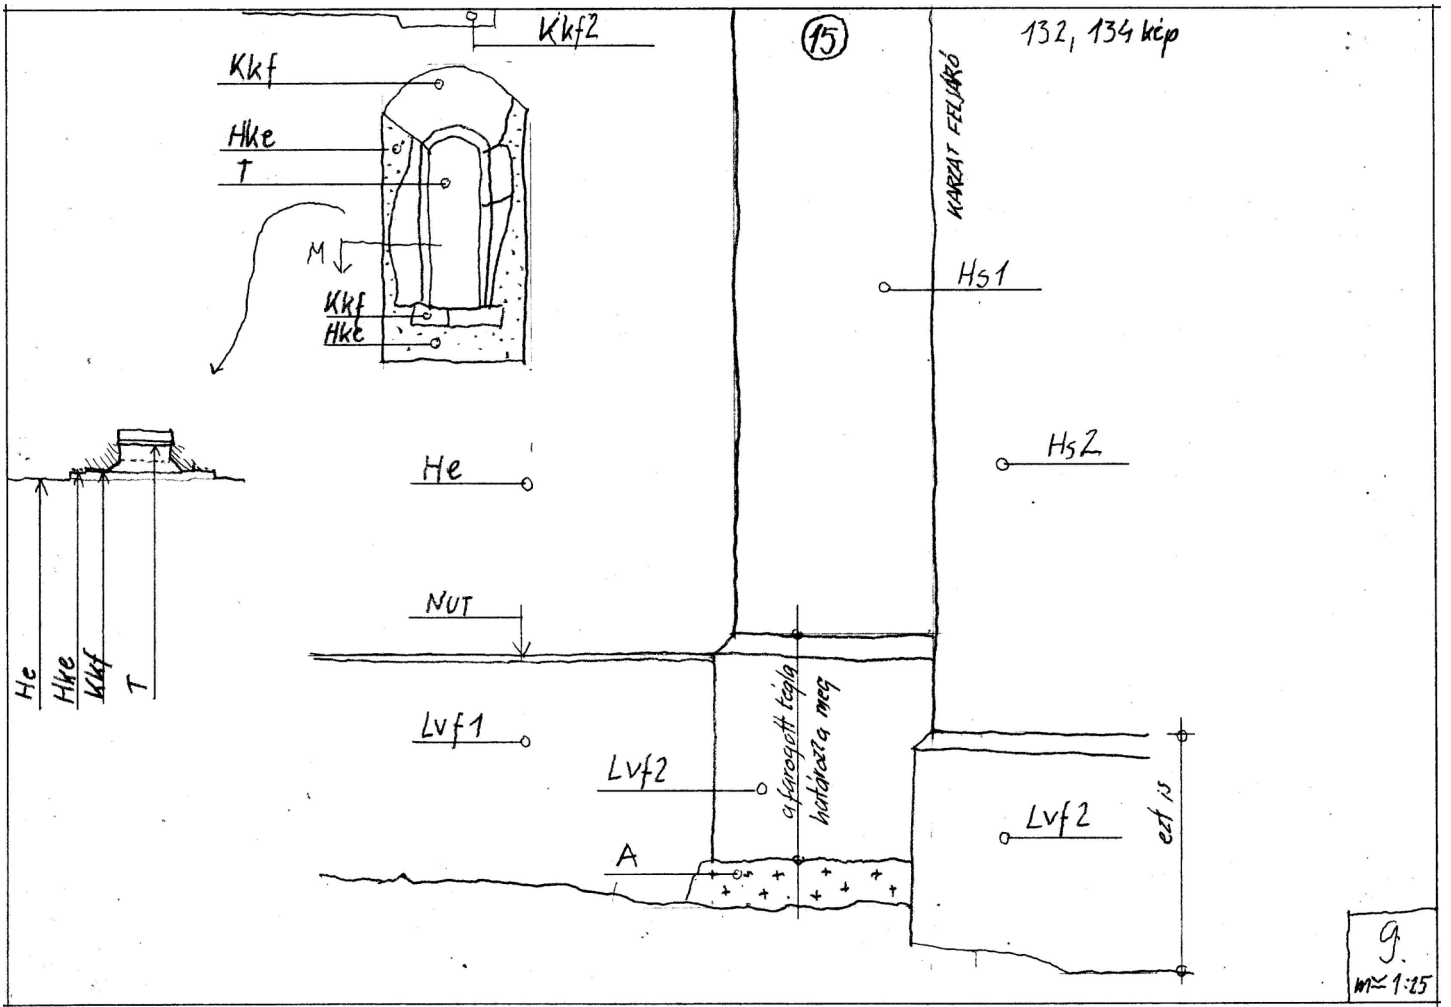 Kkf2
15
132, 134 kép
Kkf
KARZAT FELJÁRÓ
Hke
T
M
Hs1
Kkf
Hke
Hs2
He
NUT
He
Hke
Kkf
T
a faragott tégla
határozza meg
Lvf1
Lvf2
ezt is
Lvf2
A
9.
m≃1:25